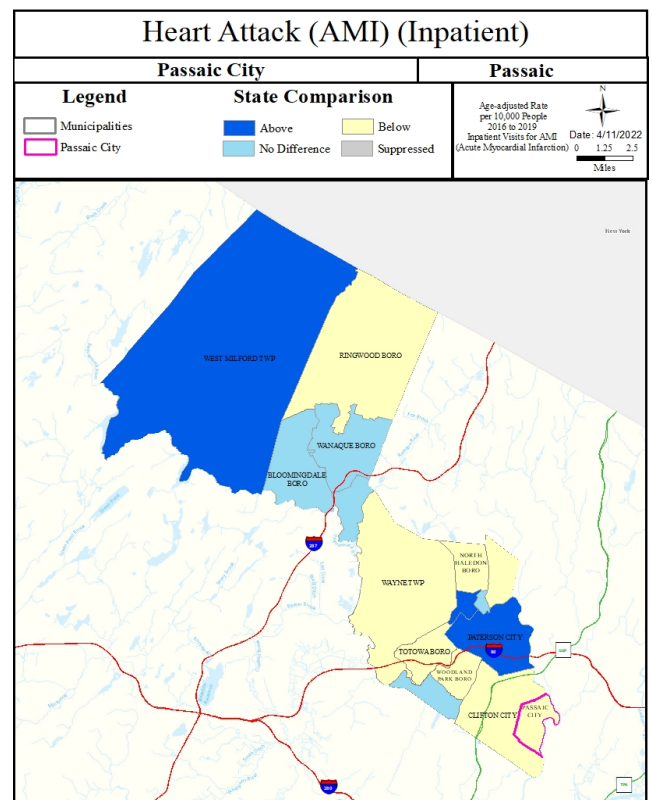 Heart Attack (AMI) (Inpatient)
Passaic City
Passaic
Legend
Municipalities
Passaic City
State Comparison
Above
Below
No Difference
Suppressed
Age-adjusted Rate
per 10,000 People
2016 to 2019
Inpatient Visits for AMI
(Acute Myocardial Infarction)
N
Date: 4/11/2022
0 1.25 2.5
Miles
New York
WEST MILFORD TWP
RINGWOOD BORO
WANAQUE BORO
BLOOMINGDALE
BORO
287
NORTH
HALEDON
BORO
WAYNE TWP
PATERSON CITY
80
GSP
TOTOWA BORO
WOODLAND
PARK BORO
CLIFTON CITY
PASSAIC
CITY